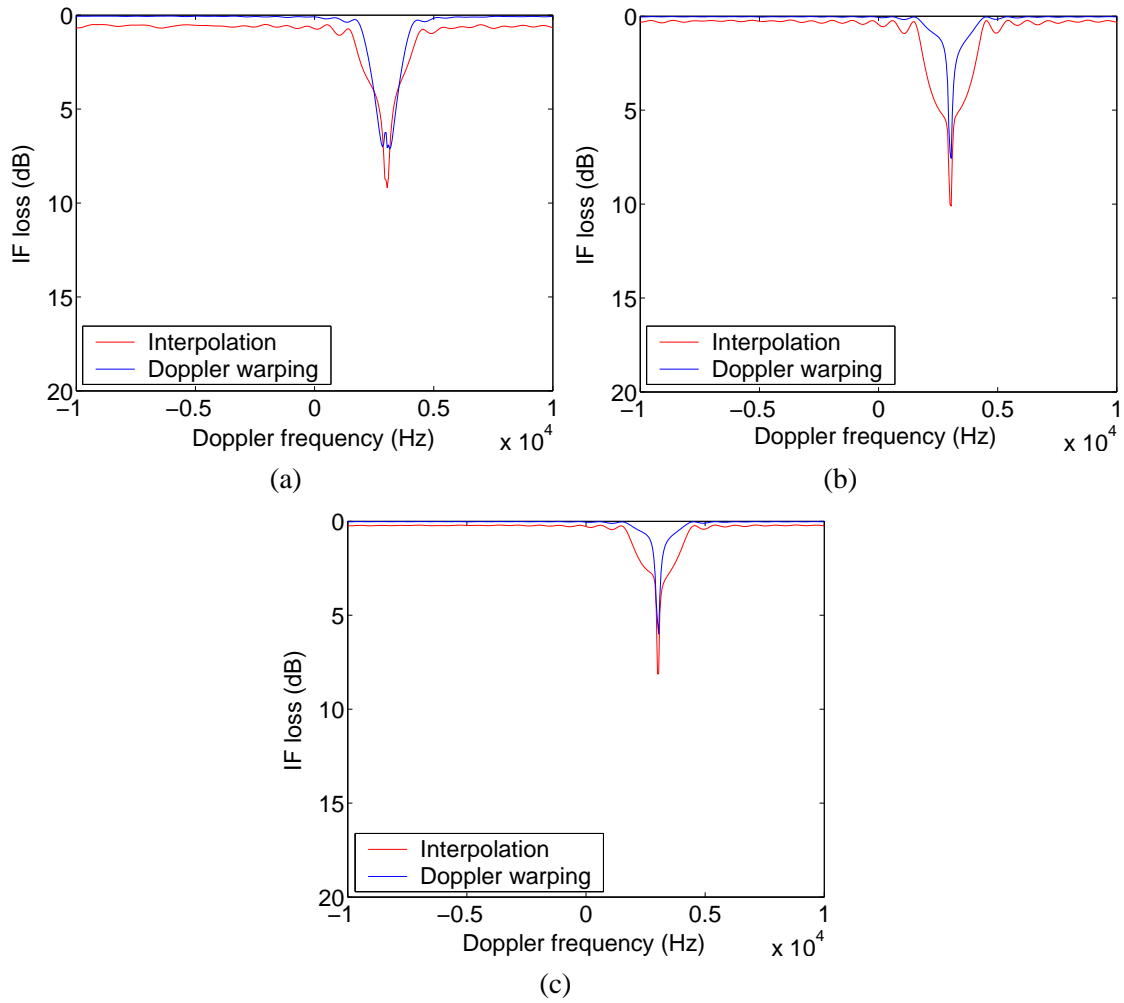 0
5
10
15
20
IF loss (dB)
Interpolation
Doppler warping
−1 −0.5 0 0.5 1
Doppler frequency (Hz)
x 10^4
(a)
0
5
10
15
20
IF loss (dB)
Interpolation
Doppler warping
−1 −0.5 0 0.5 1
Doppler frequency (Hz)
x 10^4
(b)
0
5
10
15
20
IF loss (dB)
Interpolation
Doppler warping
−1 −0.5 0 0.5 1
Doppler frequency (Hz)
x 10^4
(c)